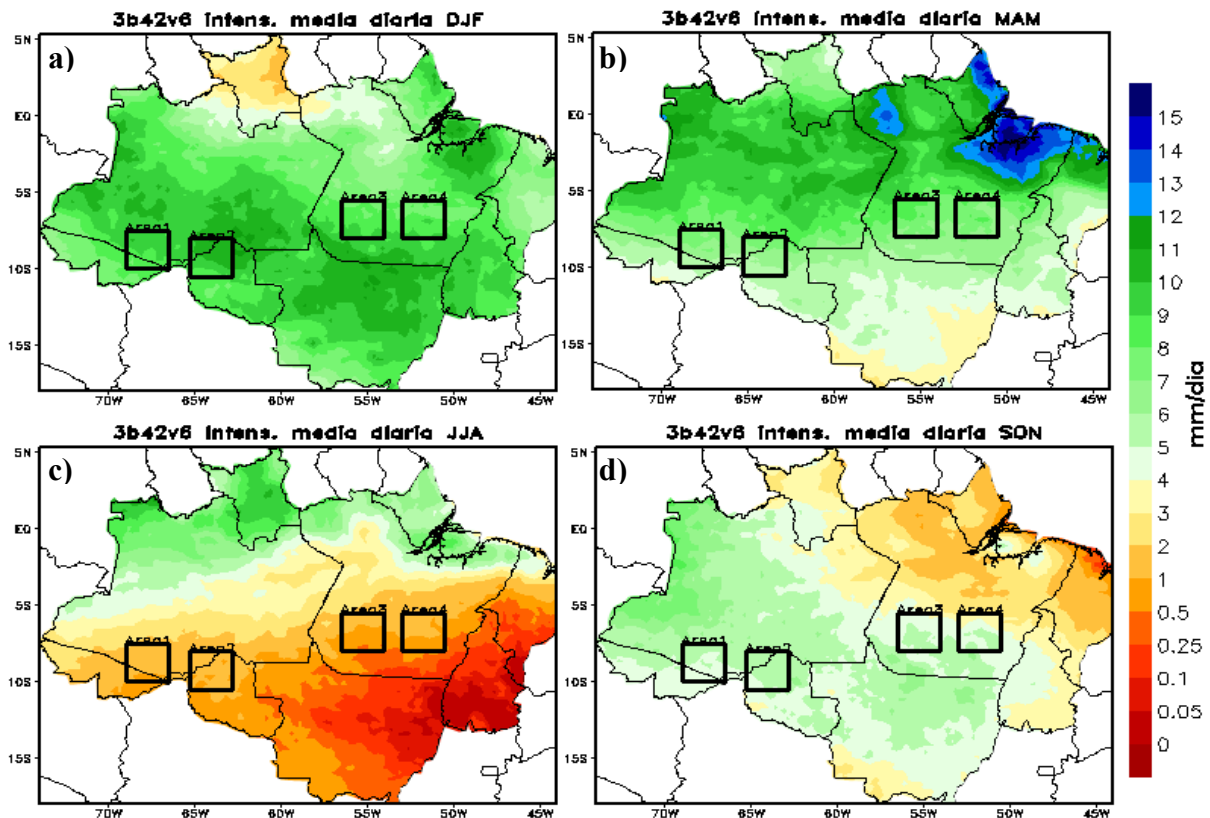 3b42v6 intens. media diaria DJF
a)
5N
EQ
5S
10S
15S
Area1
Area2
Area3
Area4
70W 65W 60W 55W 50W 45W
3b42v6 intens. media diaria MAM
b)
5N
EQ
5S
10S
15S
Area1
Area2
Area3
Area4
70W 65W 60W 55W 50W 45W
3b42v6 intens. media diaria JJA
c)
5N
EQ
5S
10S
15S
Area1
Area2
Area3
Area4
70W 65W 60W 55W 50W 45W
3b42v6 intens. media diaria SON
d)
5N
EQ
5S
10S
15S
Area1
Area2
Area3
Area4
70W 65W 60W 55W 50W 45W
15
14
13
12
10
9
8
7
6
5
4
3
2
1
0.5
0.25
0.1
0.05
0
mm/dia